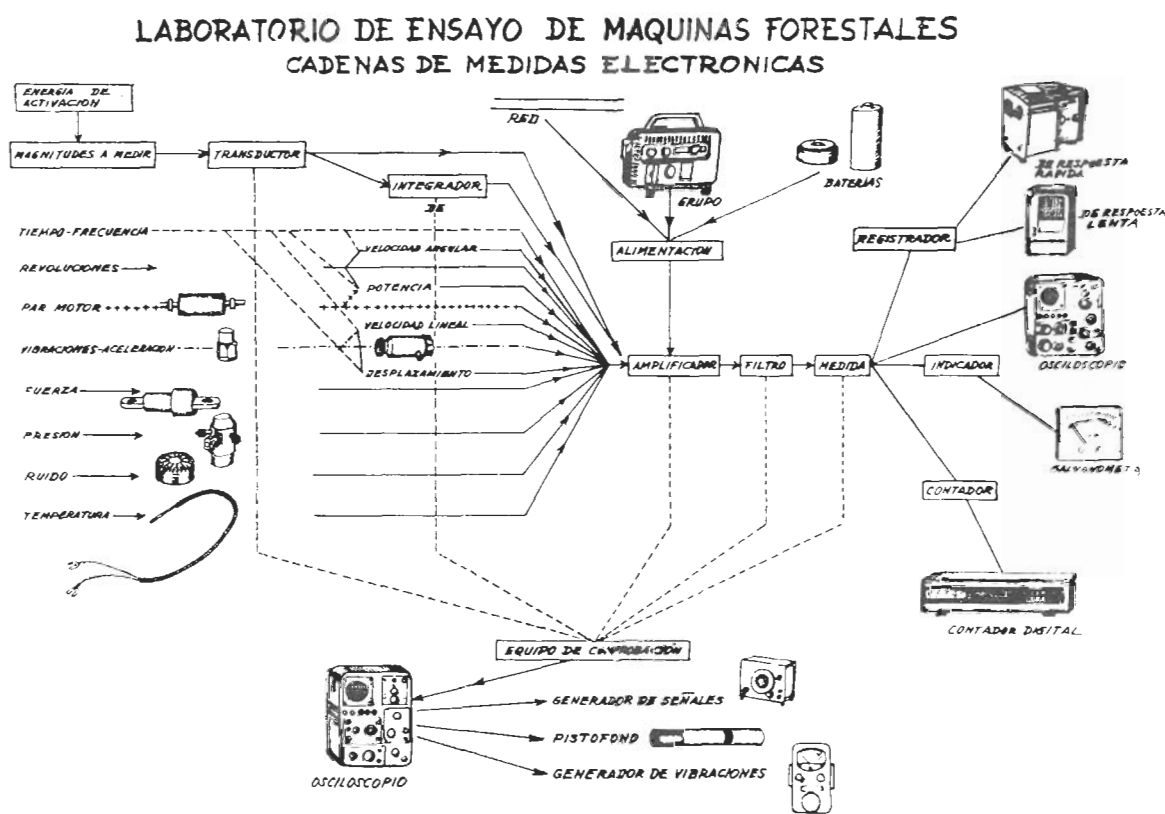 LABORATORIO DE ENSAYO DE MAQUINAS FORESTALES
CADENAS DE MEDIDAS ELECTRONICAS
ENERGIA DE
ACTIVACION
MAGNITUDES A MEDIR
TRANSDUCTOR
INTEGRADOR
DE
RED
GRUPO
BATERIAS
ALIMENTACION
DE RESPUESTA
RAPIDA
DE RESPUESTA
LENTA
REGISTRADOR
OSCILOSCOPIO
TIEMPO-FRECUENCIA
REVOLUCIONES
PAR MOTOR
VIBRACIONES-ACELERACION
FUERZA
PRESION
RUIDO
TEMPERATURA
VELOCIDAD ANGULAR
POTENCIA
VELOCIDAD LINEAL
DESPLAZAMIENTO
AMPLIFICADOR
FILTRO
MEDIDA
INDICADOR
GALVANOMETRO
CONTADOR
CONTADOR DIGITAL
EQUIPO DE COMPROBACION
OSCILOSCOPIO
GENERADOR DE SEÑALES
PISTOFONO
GENERADOR DE VIBRACIONES